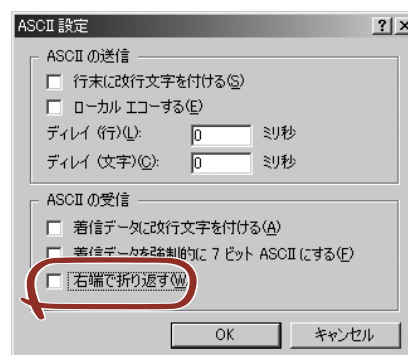 ASCII 設定
ASCII の送信
行末に改行文字を付ける(S)
ローカル エコーする(E)
ディレイ (行)(L): 0 ミリ秒
ディレイ (文字)(C): 0 ミリ秒
ASCII の受信
着信データに改行文字を付ける(A)
着信データを強制的に 7 ビット ASCII にする(F)
右端で折り返す(W)
OK キャンセル